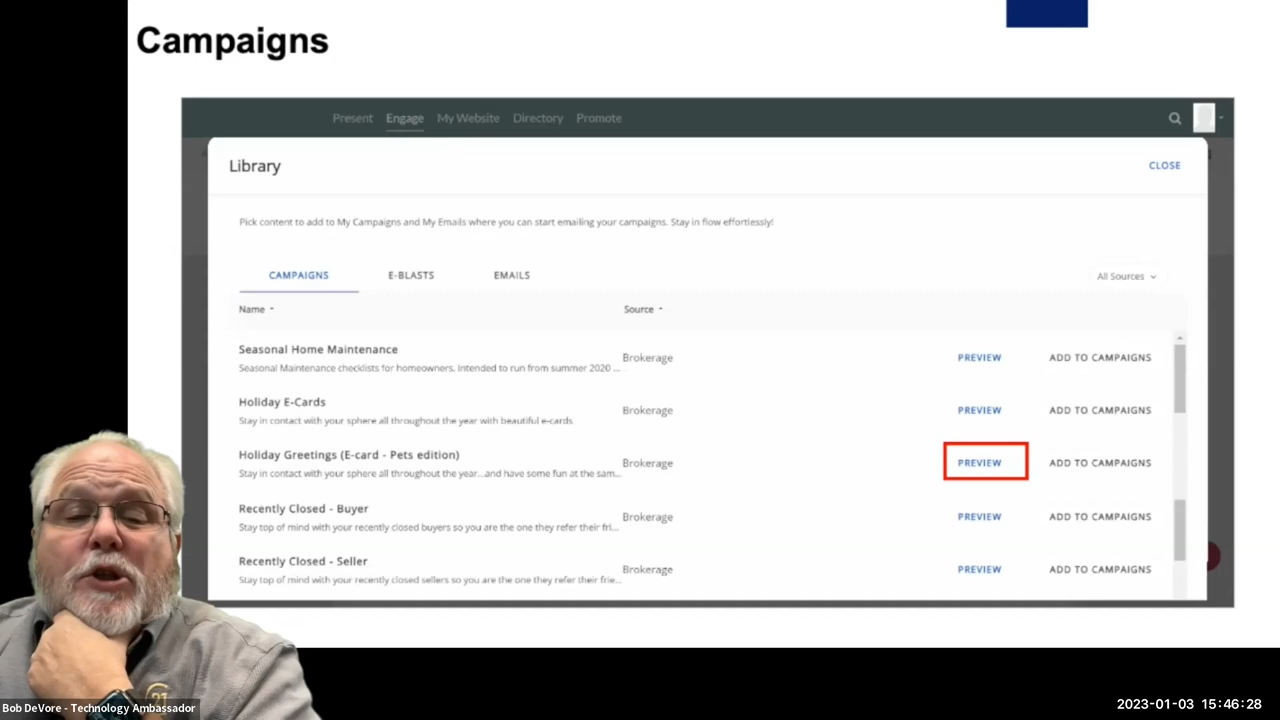 Campaigns
Present Engage My Website Directory Promote
Library
CLOSE
Pick content to add to My Campaigns and My Emails where you can start emailing your campaigns. Stay in flow effortlessly!
CAMPAIGNS E-BLASTS EMAILS All Sources
Name Source
Seasonal Home Maintenance
Seasonal Maintenance checklists for homeowners. Intended to run from summer 2020 ...
Brokerage PREVIEW ADD TO CAMPAIGNS
Holiday E-Cards
Stay in contact with your sphere all throughout the year with beautiful e-cards
Brokerage PREVIEW ADD TO CAMPAIGNS
Holiday Greetings (E-card - Pets edition)
Stay in contact with your sphere all throughout the year...and have some fun at the sam...
Brokerage PREVIEW ADD TO CAMPAIGNS
Recently Closed - Buyer
Stay top of mind with your recently closed buyers so you are the one they refer their fri...
Brokerage PREVIEW ADD TO CAMPAIGNS
Recently Closed - Seller
Stay top of mind with your recently closed sellers so you are the one they refer their frie...
Brokerage PREVIEW ADD TO CAMPAIGNS
21
Bob DeVore - Technology Ambassador
2023-01-03 15:46:28